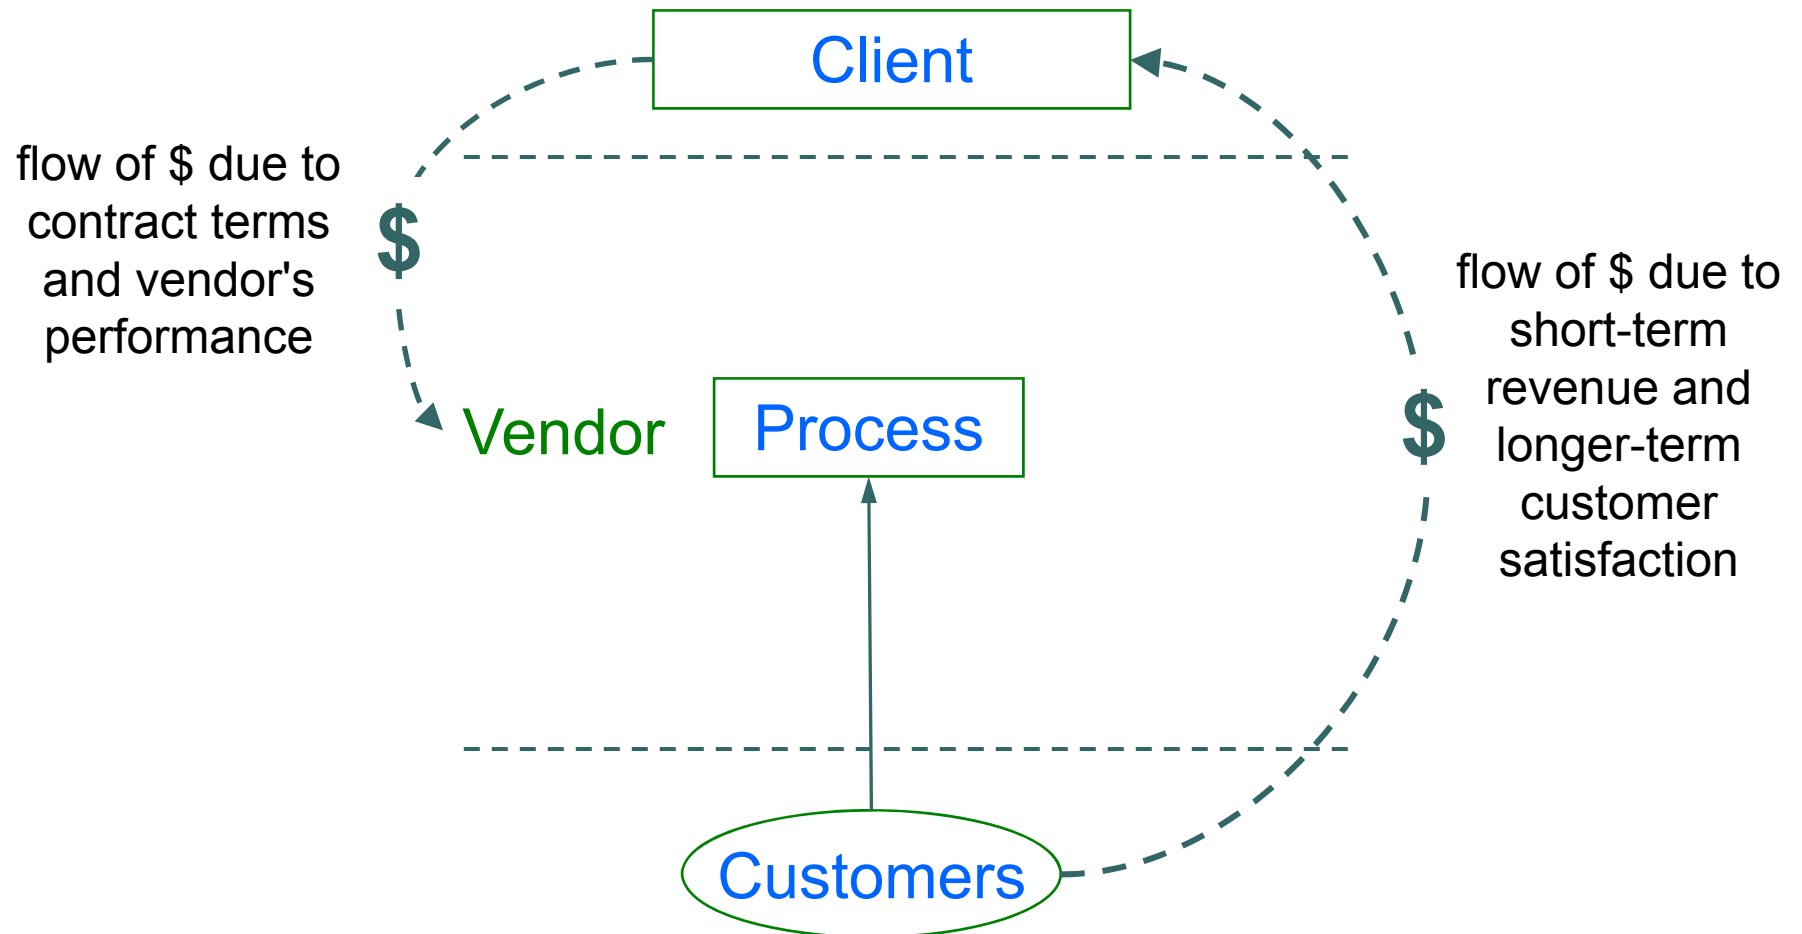 Client
flow of $ due to
contract terms
and vendor's
performance
$
flow of $ due to
short-term
revenue and
longer-term
customer
satisfaction
$
Vendor
Process
Customers